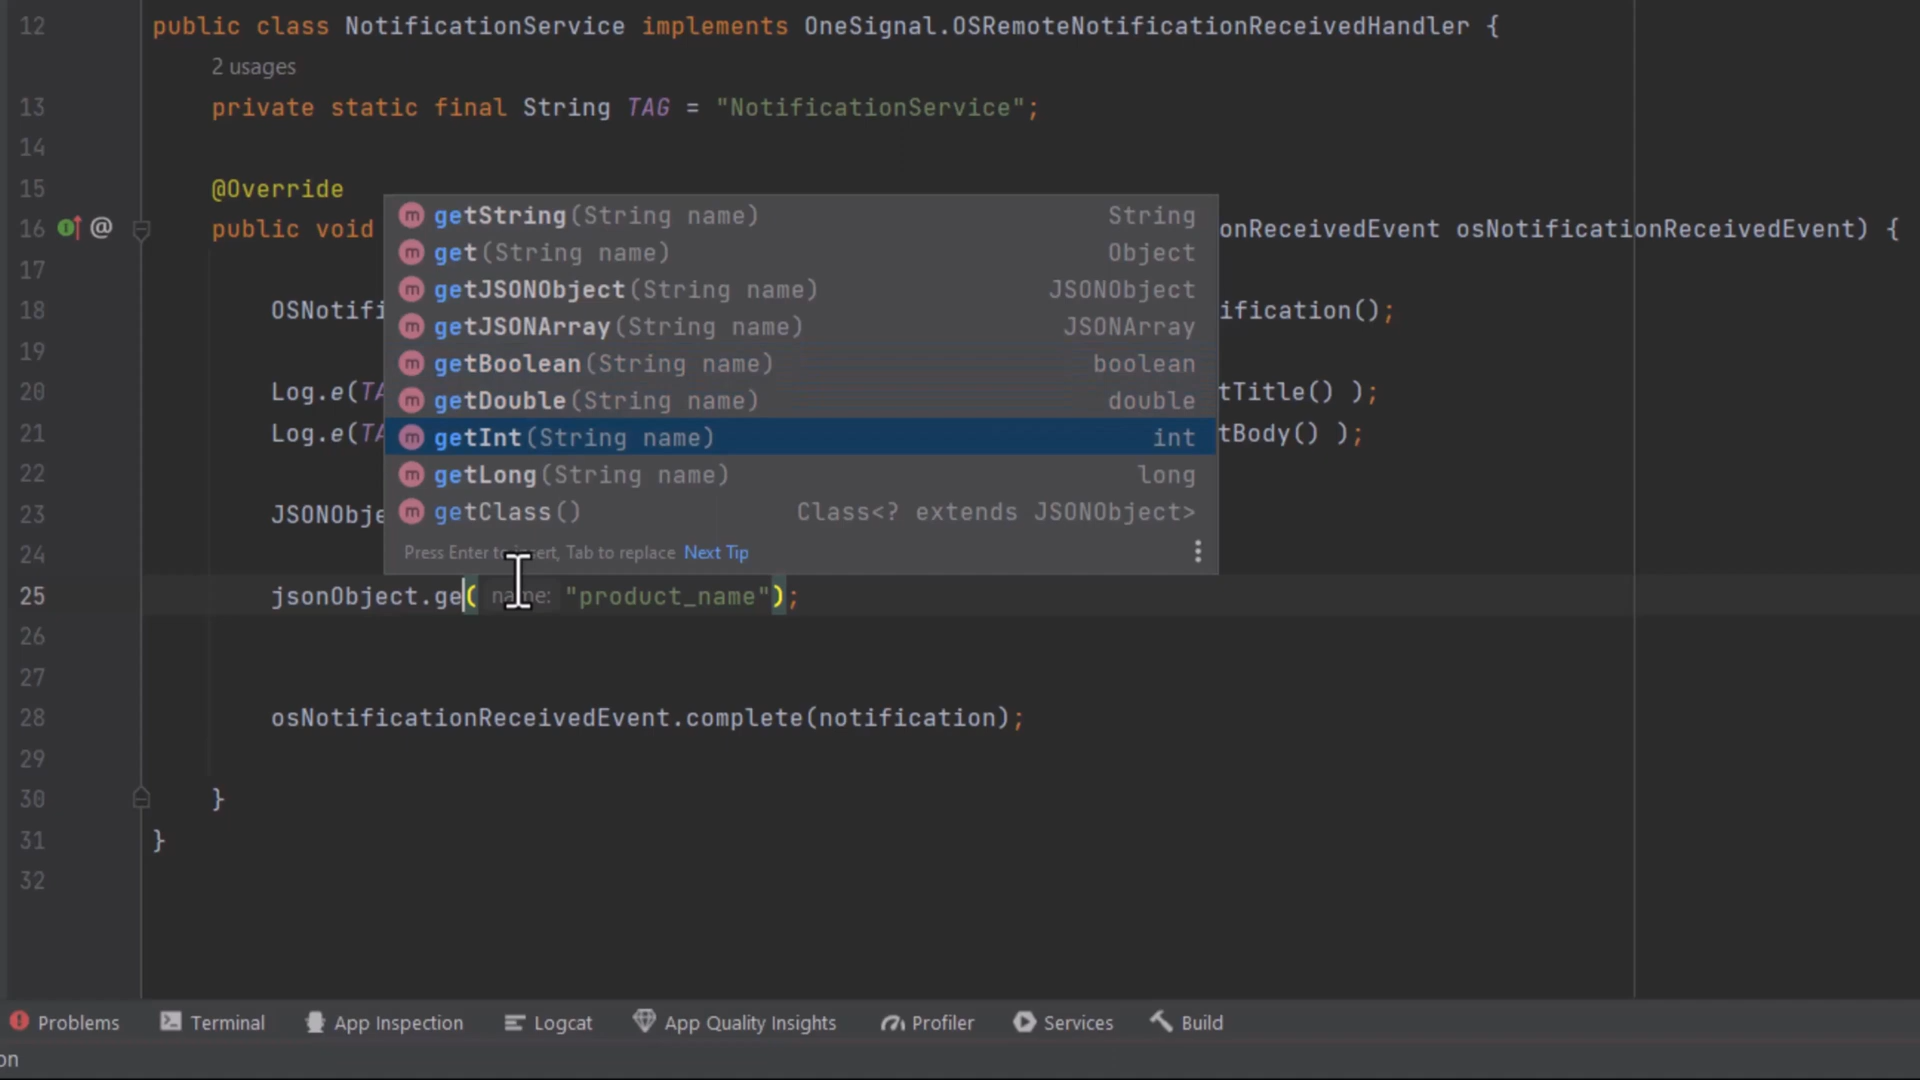 12 public class NotificationService implements OneSignal.OSRemoteNotificationReceivedHandler {
2 usages
13 private static final String TAG = "NotificationService";
14
15 @Override
16 @ public void onReceivedEvent osNotificationReceivedEvent) {
17
18 OSNotifi ification();
19
20 Log.e(TA tTitle() );
21 Log.e(TA tBody() );
22
23 JSONObje
24
getString(String name) String
get(String name) Object
getJSONObject(String name) JSONObject
getJSONArray(String name) JSONArray
getBoolean(String name) boolean
getDouble(String name) double
getInt(String name) int
getLong(String name) long
getClass() Class<? extends JSONObject>
Press Enter to insert, Tab to replace Next Tip
25 jsonObject.ge( name: "product_name");
26
27
28 osNotificationReceivedEvent.complete(notification);
29
30 }
31 }
32
Problems Terminal App Inspection Logcat App Quality Insights Profiler Services Build
on